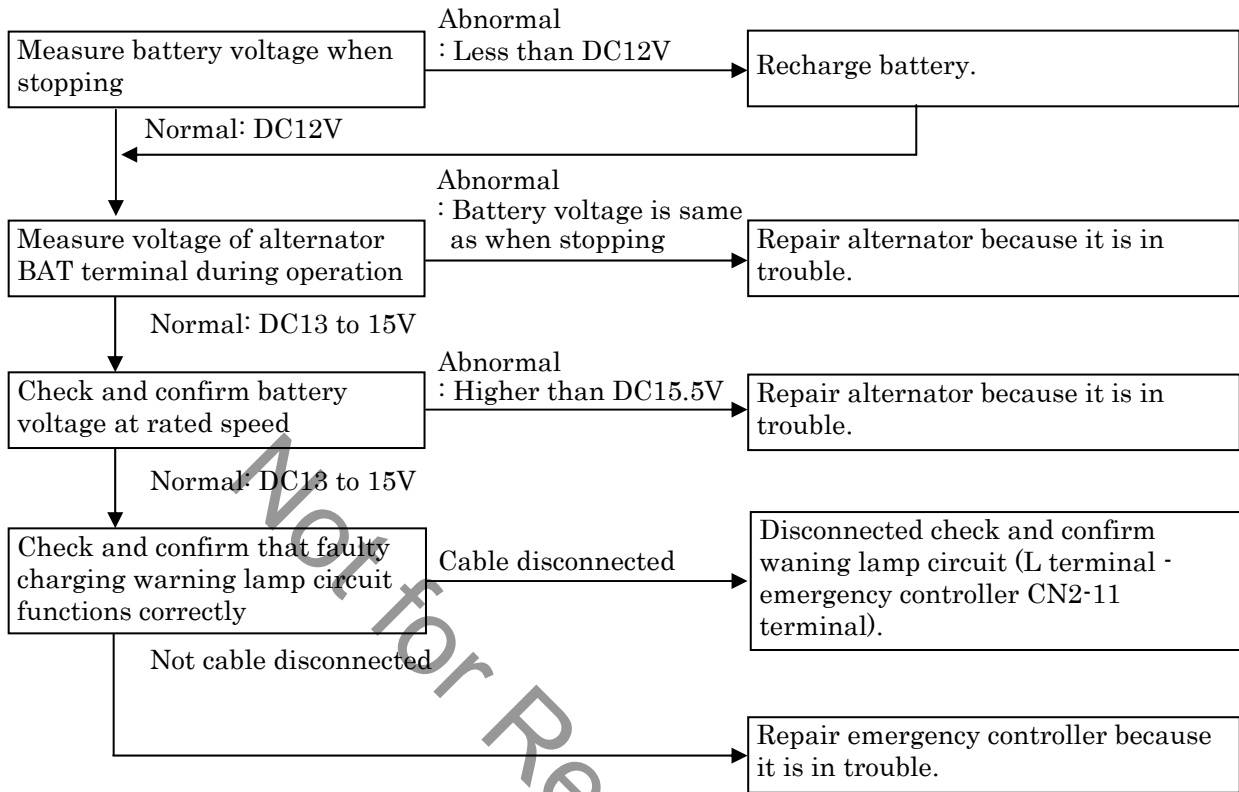 Abnormal
: Less than DC12V
Measure battery voltage when
stopping
Recharge battery.
Normal: DC12V
Abnormal
: Battery voltage is same
as when stopping
Measure voltage of alternator
BAT terminal during operation
Repair alternator because it is in
trouble.
Normal: DC13 to 15V
Abnormal
: Higher than DC15.5V
Check and confirm battery
voltage at rated speed
Repair alternator because it is in
trouble.
Normal: DC13 to 15V
Check and confirm that faulty
charging warning lamp circuit
functions correctly
Cable disconnected
Disconnected check and confirm
waning lamp circuit (L terminal -
emergency controller CN2-11
terminal).
Not cable disconnected
Repair emergency controller because
it is in trouble.
Not for Re